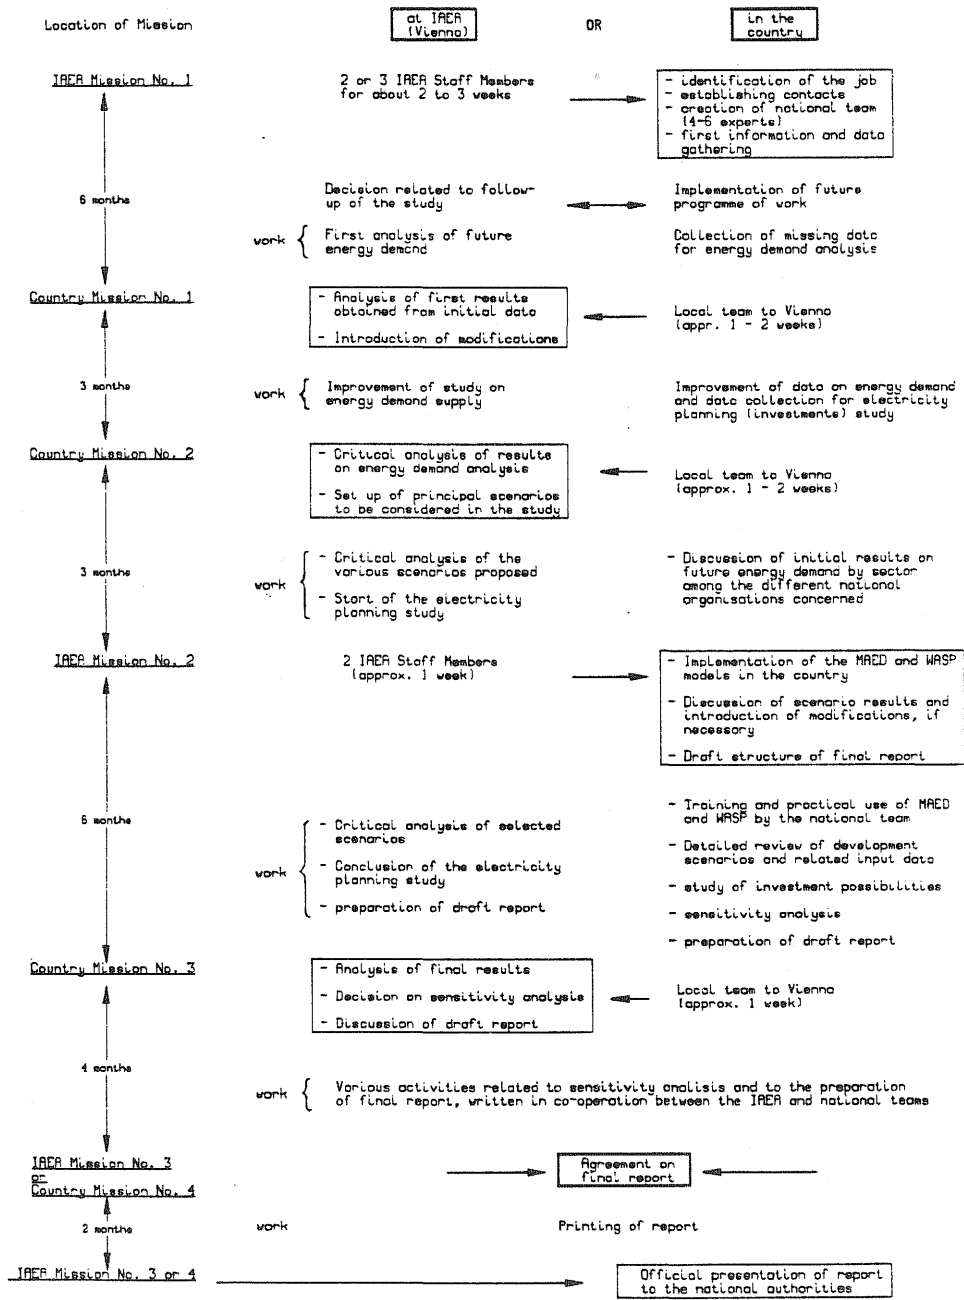 Location of Mission
at IAEA
(Vienna)
OR
in the
country
IAEA Mission No. 1
2 or 3 IAEA Staff Members
for about 2 to 3 weeks
- identification of the job
- establishing contacts
- creation of national team
(4-6 experts)
- first information and data
gathering
6 months
Decision related to follow-
up of the study
Implementation of future
programme of work
work
First analysis of future
energy demand
Collection of missing data
for energy demand analysis
Country Mission No. 1
- Analysis of first results
obtained from initial data
- Introduction of modifications
Local team to Vienna
(appr. 1 - 2 weeks)
3 months
work
Improvement of study on
energy demand supply
Improvement of data on energy demand
and data collection for electricity
planning (investments) study
Country Mission No. 2
- Critical analysis of results
on energy demand analysis
- Set up of principal scenarios
to be considered in the study
Local team to Vienna
(approx. 1 - 2 weeks)
3 months
work
- Critical analysis of the
various scenarios proposed
- Start of the electricity
planning study
- Discussion of initial results on
future energy demand by sector
among the different national
organisations concerned
IAEA Mission No. 2
2 IAEA Staff Members
(approx. 1 week)
- Implementation of the MAED and WASP
models in the country
- Discussion of scenario results and
introduction of modifications, if
necessary
- Draft structure of final report
6 months
work
- Critical analysis of selected
scenarios
- Conclusion of the electricity
planning study
- preparation of draft report
- Training and practical use of MAED
and WASP by the national team
- Detailed review of development
scenarios and related input data
- study of investment possibilities
- sensitivity analysis
- preparation of draft report
Country Mission No. 3
- Analysis of final results
- Decision on sensitivity analysis
- Discussion of draft report
Local team to Vienna
(approx. 1 week)
4 months
work
Various activities related to sensitivity analisis and to the preparation
of final report, written in co-operation between the IAEA and national teams
IAEA Mission No. 3
or
Country Mission No. 4
Agreement on
final report
2 months
work
Printing of report
IAEA Mission No. 3 or 4
Official presentation of report
to the national authorities